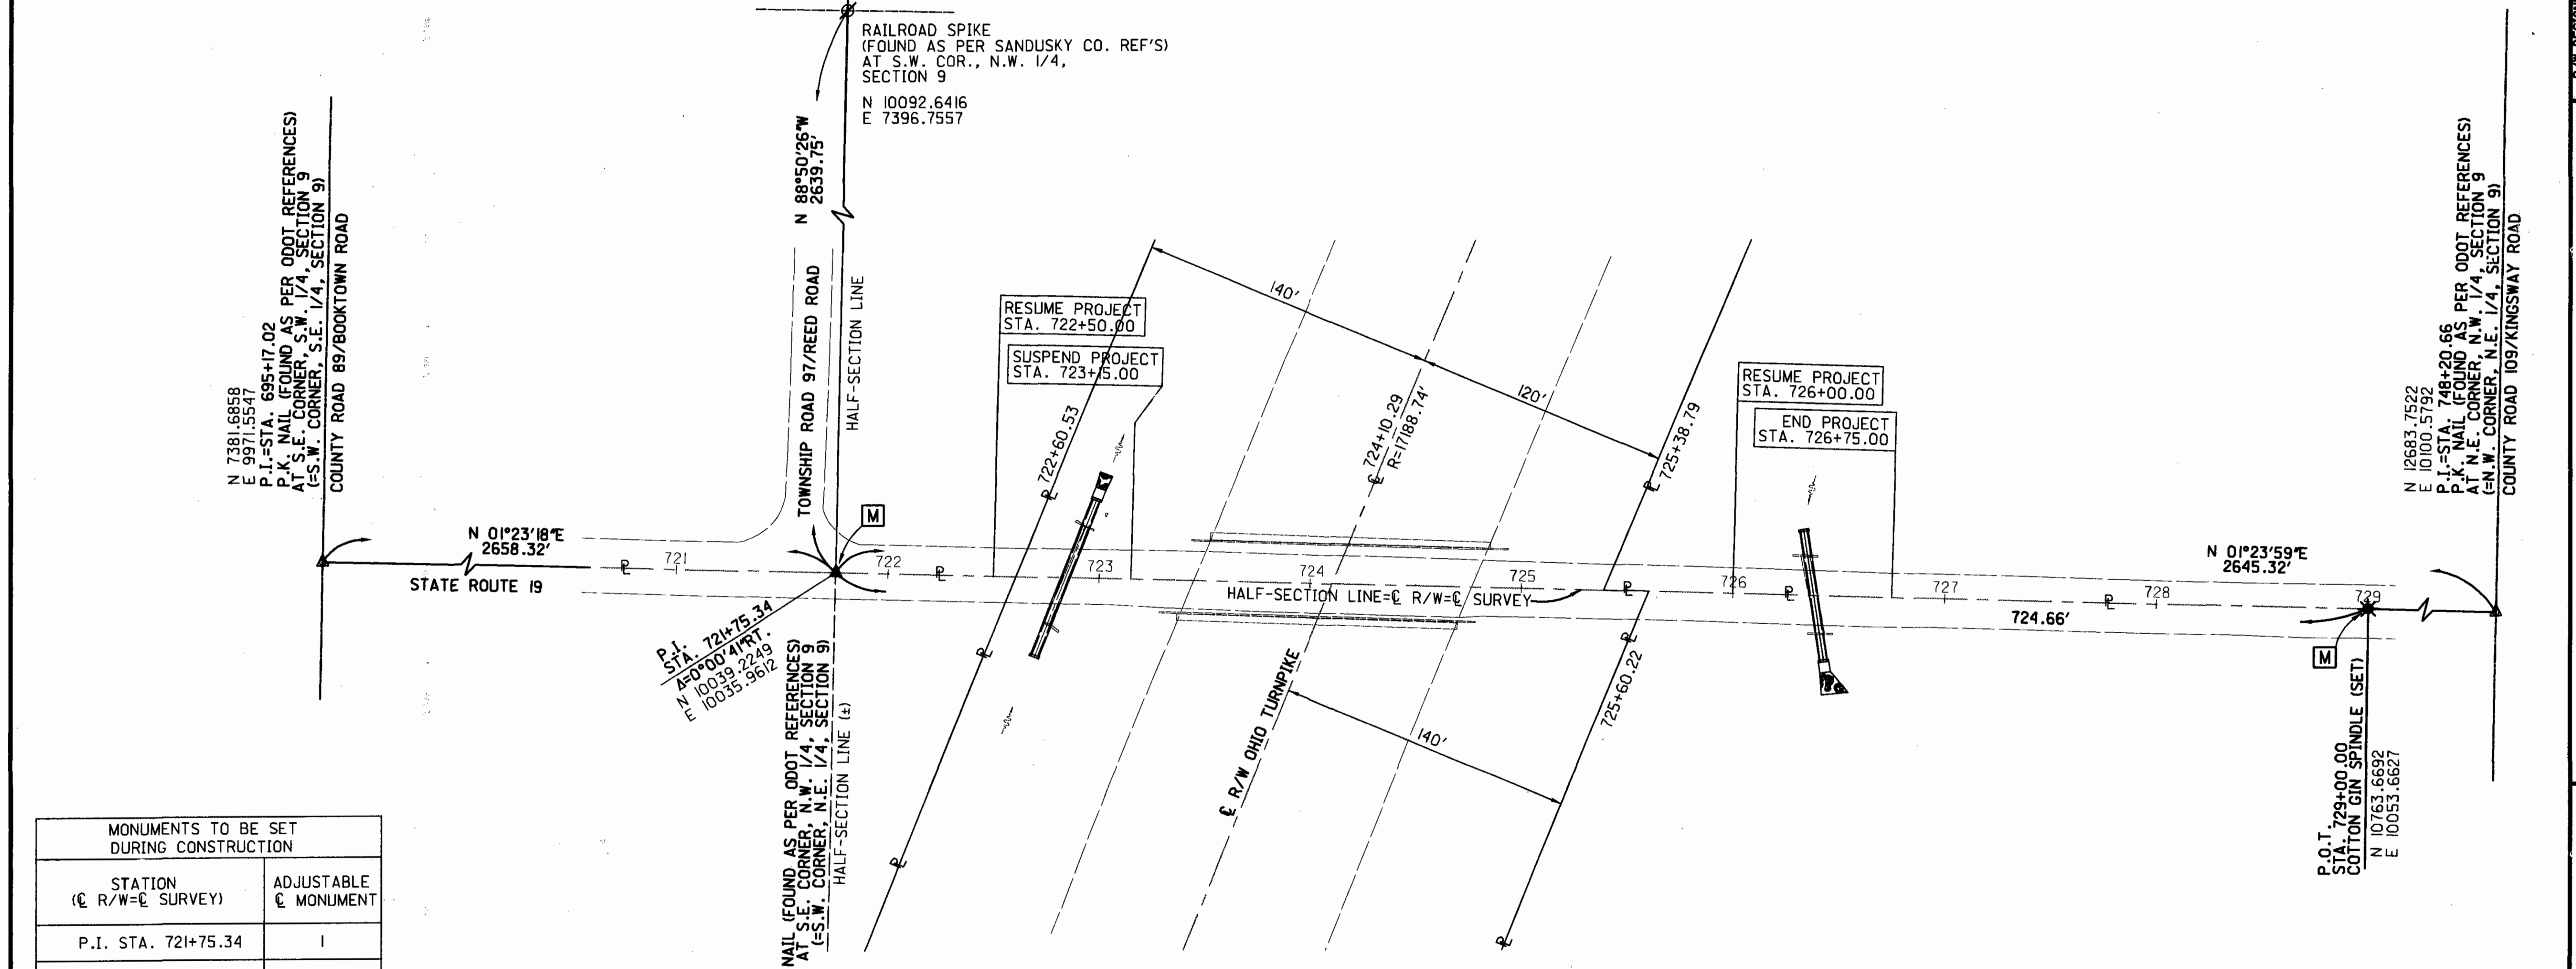 RAILROAD SPIKE
(FOUND AS PER SANDUSKY CO. REF'S)
AT S.W. COR., N.W. 1/4,
SECTION 9
N 10092.6416
E 7396.7557
N 7381.6858
E 9971.5547
P.I.=STA. 695+17.02
P.K. NAIL (FOUND AS PER ODOT REFERENCES)
AT S.E. CORNER, S.W. 1/4, SECTION 9
(=S.W. CORNER, S.E. 1/4, SECTION 9)
COUNTY ROAD 89/BOOKTOWN ROAD
N 88°50'26"W
2639.75'
TOWNSHIP ROAD 97/REED ROAD
HALF-SECTION LINE
RESUME PROJECT
STA. 722+50.00
SUSPEND PROJECT
STA. 723+15.00
140'
120'
℄ 724+10.29
R=17188.74'
℄ R/W OHIO TURNPIKE
PL
722+60.53
PL
725+38.79
RESUME PROJECT
STA. 726+00.00
END PROJECT
STA. 726+75.00
N 12683.7522
E 10100.5792
P.I.=STA. 748+20.66
P.K. NAIL (FOUND AS PER ODOT REFERENCES)
AT N.E. CORNER, N.W. 1/4, SECTION 9
(=N.W. CORNER, N.E. 1/4, SECTION 9)
COUNTY ROAD 109/KINGSWAY ROAD
M
N 01°23'18"E
2658.32'
STATE ROUTE 19
PL
721
722
PL
723
724
725
PL
726
PL
727
PL
728
729
HALF-SECTION LINE=℄ R/W=℄ SURVEY
724.66'
N 01°23'59"E
2645.32'
M
P.I.
STA. 721+75.34
Δ=0°00'41"RT.
N 10039.2249
E 10035.9612
NAIL (FOUND AS PER ODOT REFERENCES)
AT S.E. CORNER, N.W. 1/4, SECTION 9
(=S.W. CORNER, N.E. 1/4, SECTION 9)
HALF-SECTION LINE (±)
PL
PL
140'
PL
725+60.22
PL
P.O.T.
STA. 729+00.00
COTTON GIN SPINDLE (SET)
N 10763.6692
E 10053.6627
MONUMENTS TO BE SET
DURING CONSTRUCTION
STATION
(℄ R/W=℄ SURVEY)
ADJUSTABLE
℄ MONUMENT
P.I. STA. 721+75.34
1